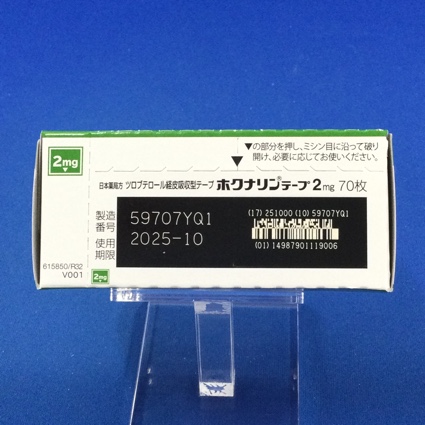 2mg
▼の部分を押し、ミシン目に沿って破り
開け、必要に応じてお使いください。
日本薬局方 ツロブテロール経皮吸収型テープ ホクナリンテープ2mg 70枚
製造番号 59707YQ1
使用期限 2025-10
(17) 251000 (10) 59707YQ1
(01) 14987901119006
615850/R32
V001
2mg